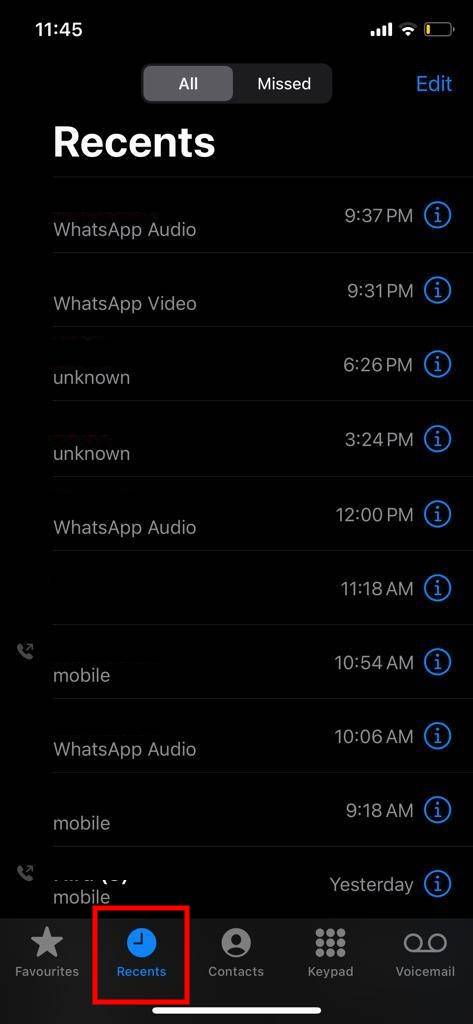 11:45
All Missed Edit
Recents
9:37 PM
WhatsApp Audio
9:31 PM
WhatsApp Video
6:26 PM
unknown
3:24 PM
unknown
12:00 PM
WhatsApp Audio
11:18 AM
10:54 AM
mobile
10:06 AM
WhatsApp Audio
9:18 AM
mobile
Yesterday
mobile
Favourites Recents Contacts Keypad Voicemail